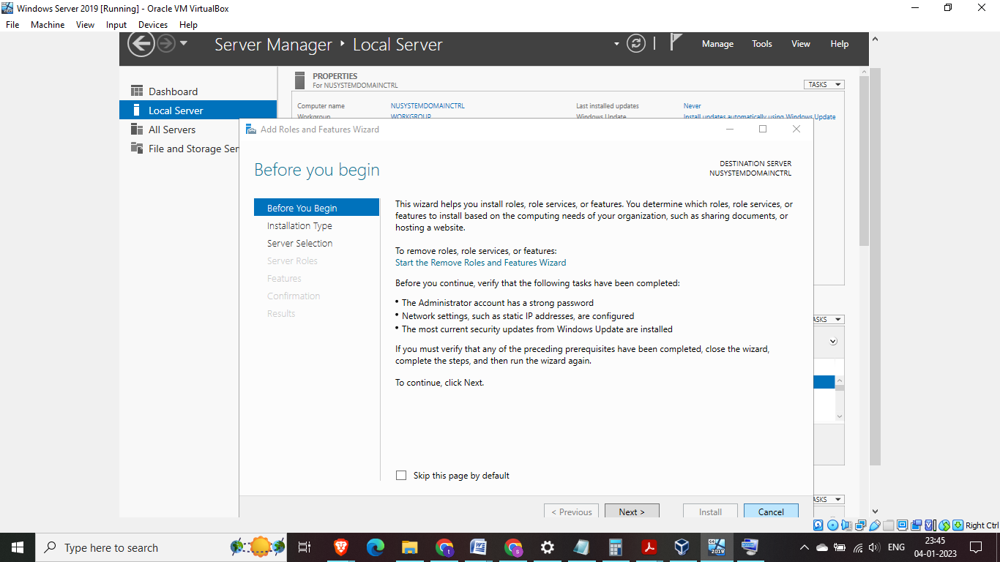 Windows Server 2019 [Running] - Oracle VM VirtualBox
File Machine View Input Devices Help
Server Manager ‣ Local Server
Manage Tools View Help
PROPERTIES
For NUSYSTEMDOMAINCTRL
TASKS
Dashboard
Local Server
All Servers
File and Storage Ser
Computer name NUSYSTEMDOMAINCTRL Last installed updates Never
Workgroup WORKGROUP Windows Update Install updates automatically using Windows Update
Add Roles and Features Wizard
Before you begin
DESTINATION SERVER
NUSYSTEMDOMAINCTRL
Before You Begin
Installation Type
Server Selection
Server Roles
Features
Confirmation
Results
This wizard helps you install roles, role services, or features. You determine which roles, role services, or
features to install based on the computing needs of your organization, such as sharing documents, or
hosting a website.
To remove roles, role services, or features:
Start the Remove Roles and Features Wizard
Before you continue, verify that the following tasks have been completed:
• The Administrator account has a strong password
• Network settings, such as static IP addresses, are configured
• The most current security updates from Windows Update are installed
If you must verify that any of the preceding prerequisites have been completed, close the wizard,
complete the steps, and then run the wizard again.
To continue, click Next.
Skip this page by default
< Previous Next > Install Cancel
ASKS
ASKS
Right Ctrl
Type here to search
2019
ENG
23:45
04-01-2023